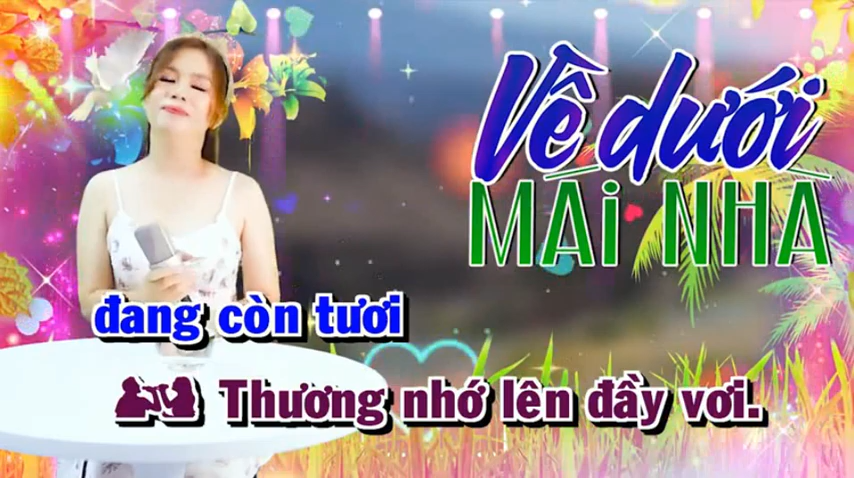 Về dưới
MÁi NHÀ
đang còn tươi
Thương nhớ lên đầy vơi.